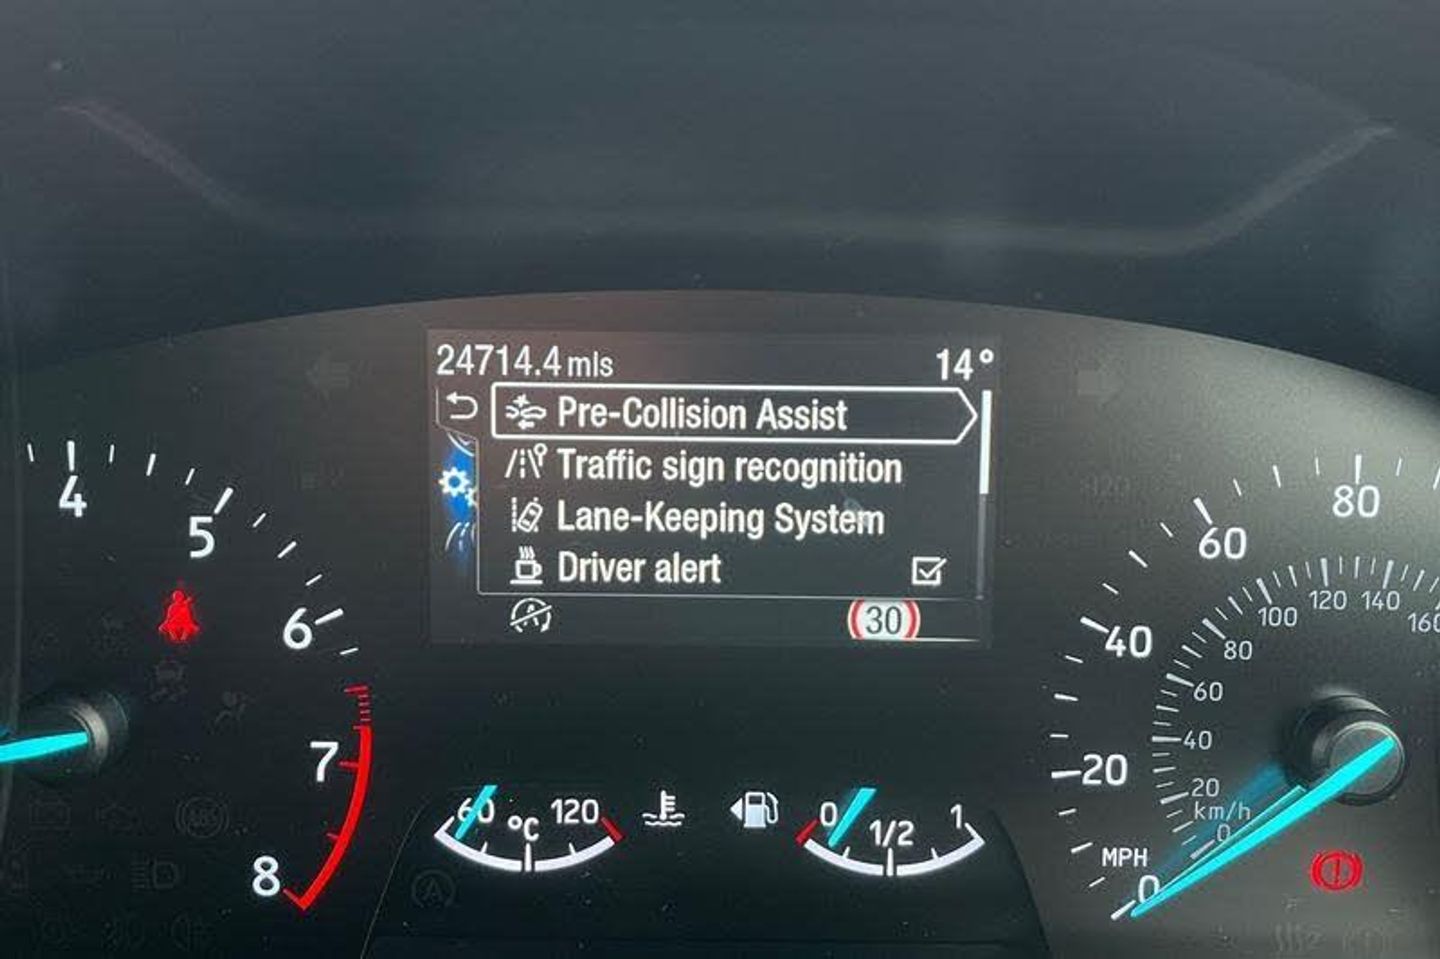 24714.4 mls 14°
Pre-Collision Assist
Traffic sign recognition
Lane-Keeping System
Driver alert
30
4
5
6
7
8
60 °C 120
0 1/2 1
80
60
40
20
0
MPH
160
140
120
100
80
60
40
20
0
km/h